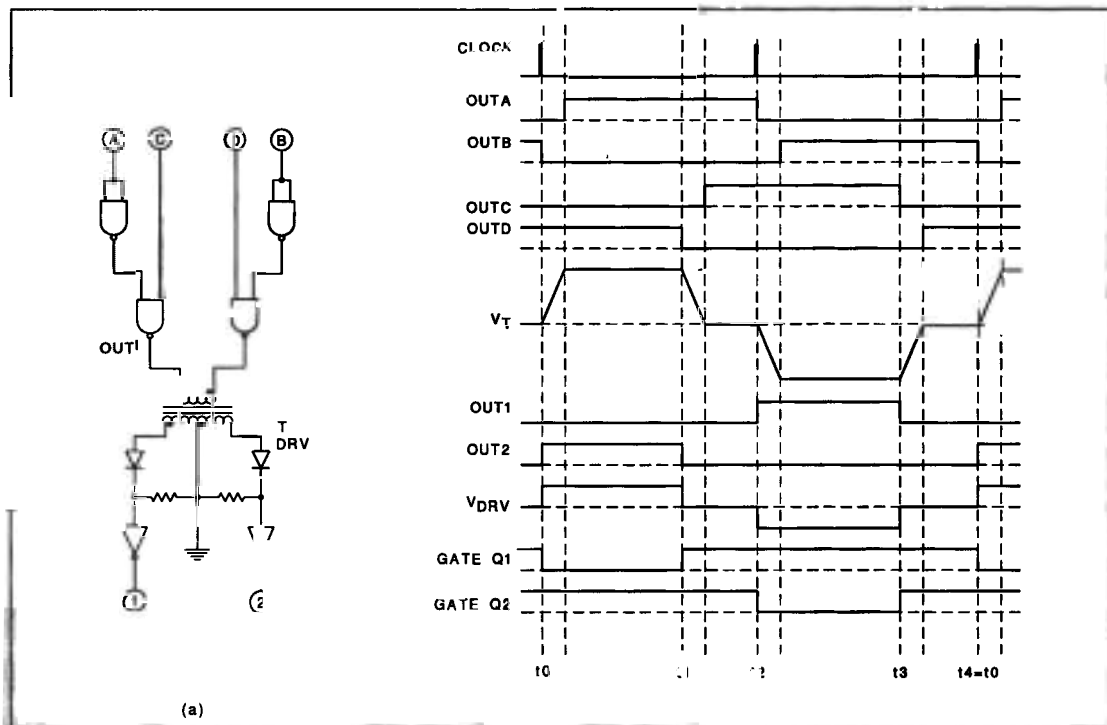 CLOCK
OUTA
OUTB
OUTC
OUTD
VT
OUT1
OUT2
VDRV
GATE Q1
GATE Q2
t0
t3
t4=t0
A
C
D
B
T
DRV
1
2
(a)